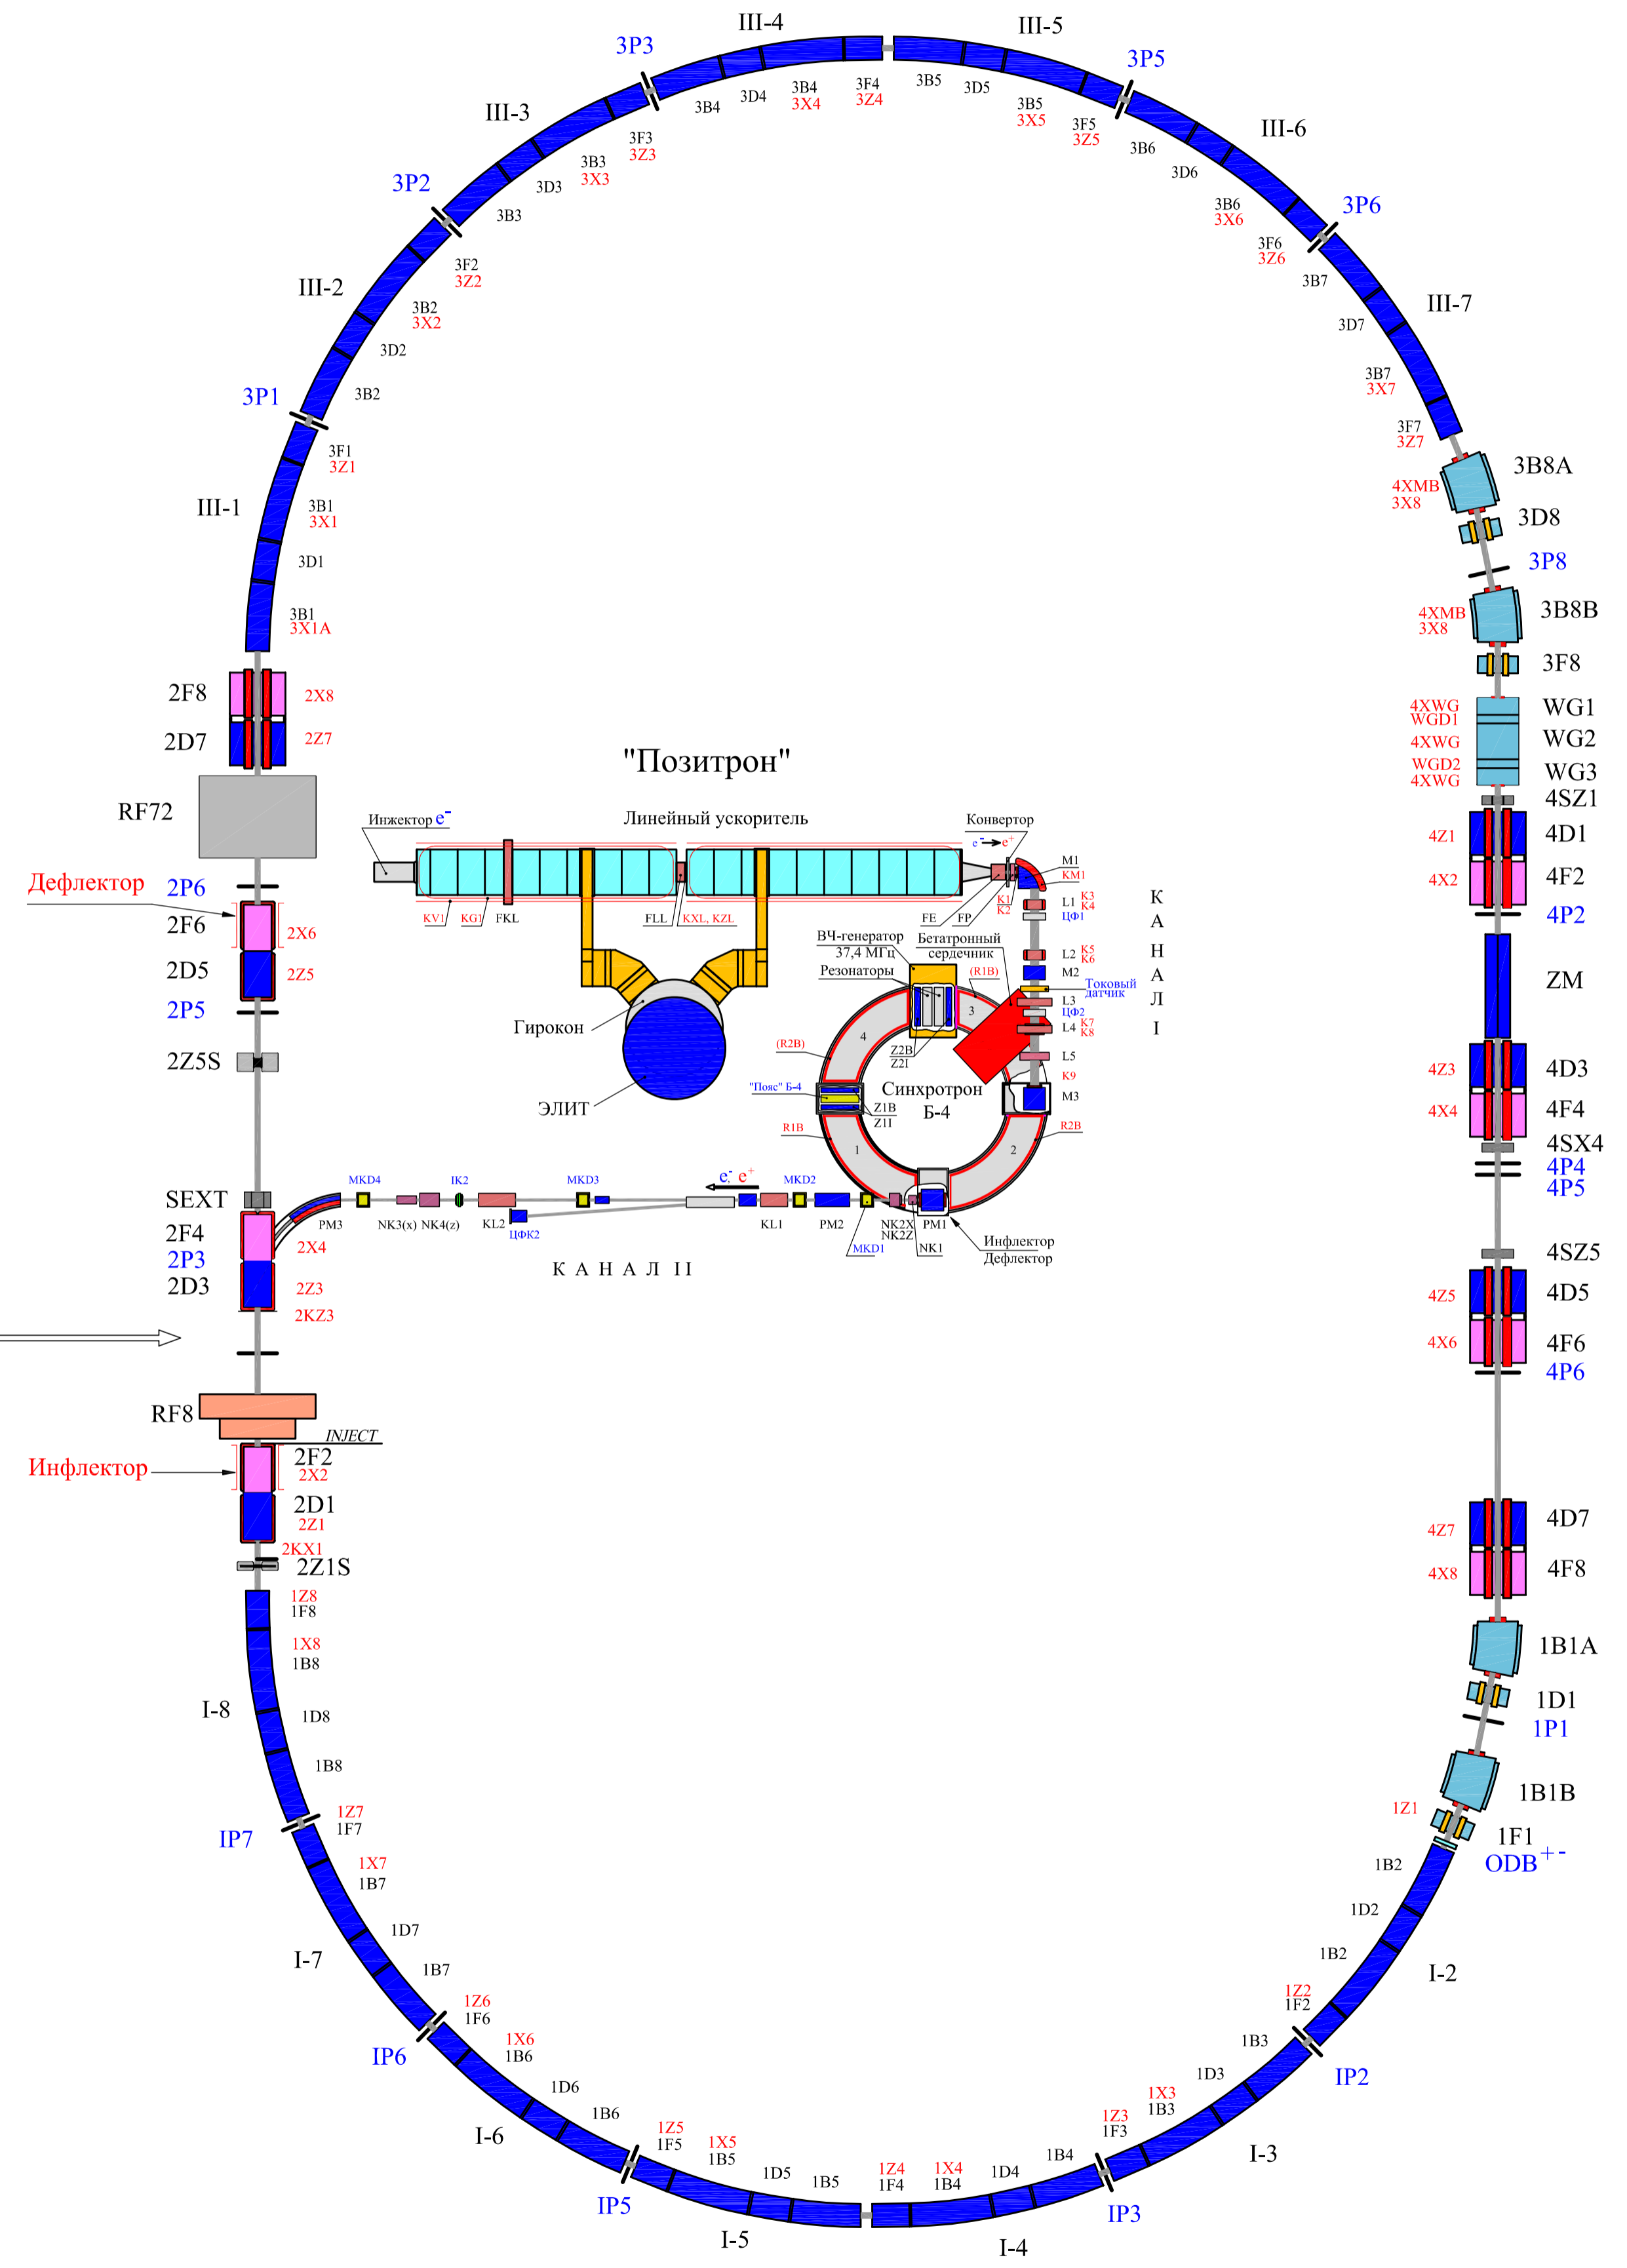 III-4
III-5
3P3
3P5
3B4
3D4
3B4
3X4
3F4
3Z4
3B5
3D5
3B5
3X5
3F5
3Z5
III-3
III-6
3F3
3Z3
3B3
3X3
3D3
3B3
3B6
3D6
3B6
3X6
3F6
3Z6
3P2
3P6
III-2
III-7
3F2
3Z2
3B2
3X2
3D2
3B2
3B7
3D7
3B7
3X7
3F7
3Z7
3P1
III-1
3F1
3Z1
3B1
3X1
3D1
3B1
3X1A
3B8A
4XMB
3X8
3D8
3P8
3B8B
4XMB
3X8
3F8
2F8
2X8
2D7
2Z7
RF72
Дефлектор
2P6
2F6
2X6
2D5
2Z5
2P5
2Z5S
SEXT
2F4
2X4
2P3
2D3
2Z3
2KZ3
RF8
INJECT
Инфлектор
2F2
2X2
2D1
2Z1
2KX1
2Z1S
"Позитрон"
Инжектор e-
Линейный ускоритель
Конвертор
e- → e+
M1
KM1
KV1
KG1
FKL
FLL
KXL, KZL
FE
FP
K1
K2
L1
K3
K4
ЦФ1
L2
K5
K6
M2
Токовый
датчик
L3
ЦФ2
L4
K7
K8
L5
K9
M3
К А Н А Л I
ВЧ-генератор
37,4 МГц
Резонаторы
Бетатронный
сердечник
(R1B)
3
4
(R2B)
Z2B
Z2I
"Пояс" Б-4
Синхротрон
Б-4
Z1B
Z1I
R1B
R2B
1
2
Гирокон
ЭЛИТ
MKD4
IK2
MKD3
e- e+
MKD2
PM3
NK3(x)
NK4(z)
KL2
ЦФК2
KL1
PM2
MKD1
NK2X
NK2Z
NK1
PM1
Инфлектор
Дефлектор
К А Н А Л II
4XWG
WGD1
WG1
4XWG
WG2
WGD2
4XWG
WG3
4SZ1
4Z1
4D1
4X2
4F2
4P2
ZM
4Z3
4D3
4X4
4F4
4SX4
4P4
4P5
4SZ5
4Z5
4D5
4X6
4F6
4P6
4Z7
4D7
4X8
4F8
1B1A
1D1
1P1
1B1B
1Z1
1F1
ODB+-
1Z8
1F8
1X8
1B8
I-8
1D8
1B8
IP7
1Z7
1F7
1X7
1B7
1D7
1B7
I-7
IP6
1Z6
1F6
1X6
1B6
1D6
1B6
I-6
IP5
1Z5
1F5
1X5
1B5
1D5
1B5
I-5
1Z4
1F4
1X4
1B4
1D4
1B4
I-4
IP3
1Z3
1F3
1X3
1B3
1D3
1B3
I-3
IP2
1Z2
1F2
1B2
1D2
1B2
I-2